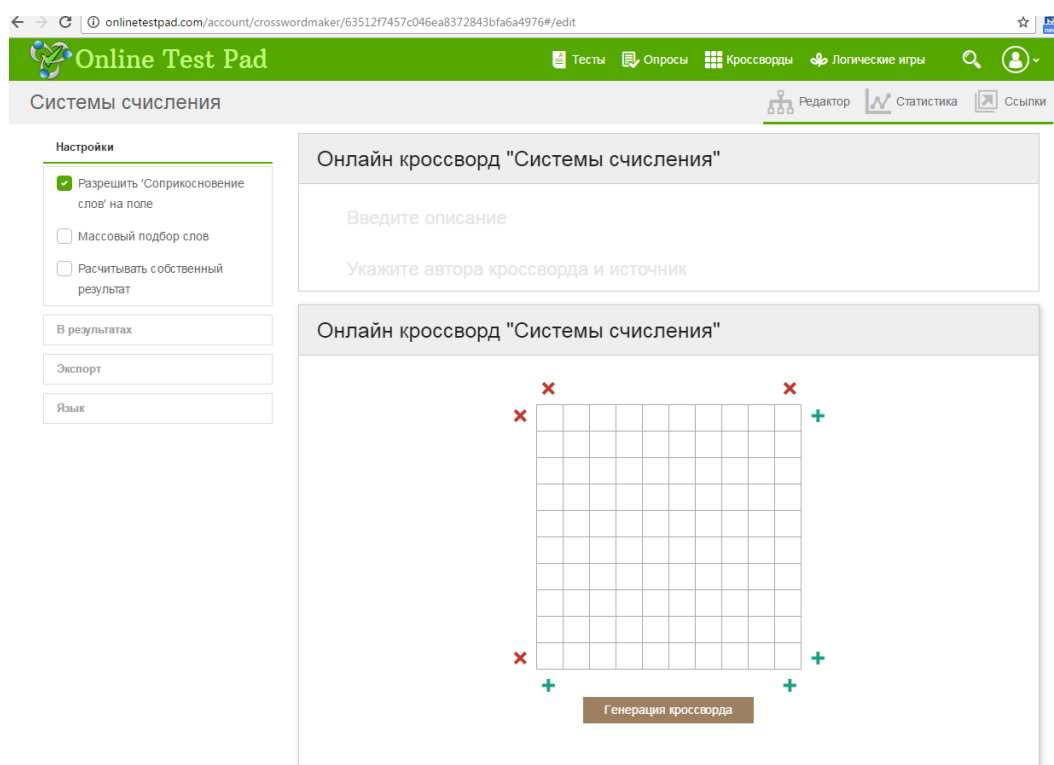 onlinetestpad.com/account/crosswordmaker/63512f7457c046ea8372843bfa6a4976#/edit
Online Test Pad
Тесты Опросы Кроссворды Логические игры
Системы счисления
Редактор Статистика Ссылки
Настройки
Разрешить 'Соприкосновение
слов' на поле
Массовый подбор слов
Расчитывать собственный
результат
В результатах
Экспорт
Язык
Онлайн кроссворд "Системы счисления"
Введите описание
Укажите автора кроссворда и источник
Онлайн кроссворд "Системы счисления"
Генерация кроссворда